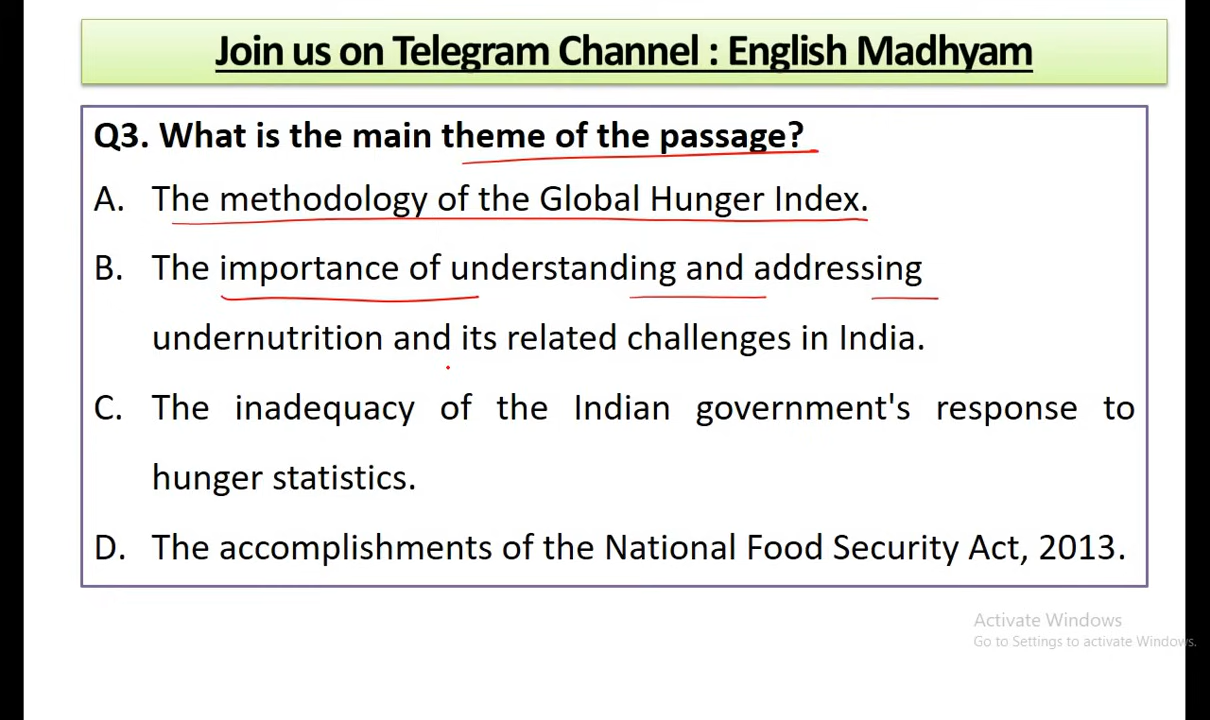 Join us on Telegram Channel : English Madhyam
Q3. What is the main theme of the passage?
A. The methodology of the Global Hunger Index.
B. The importance of understanding and addressing
undernutrition and its related challenges in India.
C. The inadequacy of the Indian government's response to
hunger statistics.
D. The accomplishments of the National Food Security Act, 2013.
Activate Windows
Go to Settings to activate Windows.